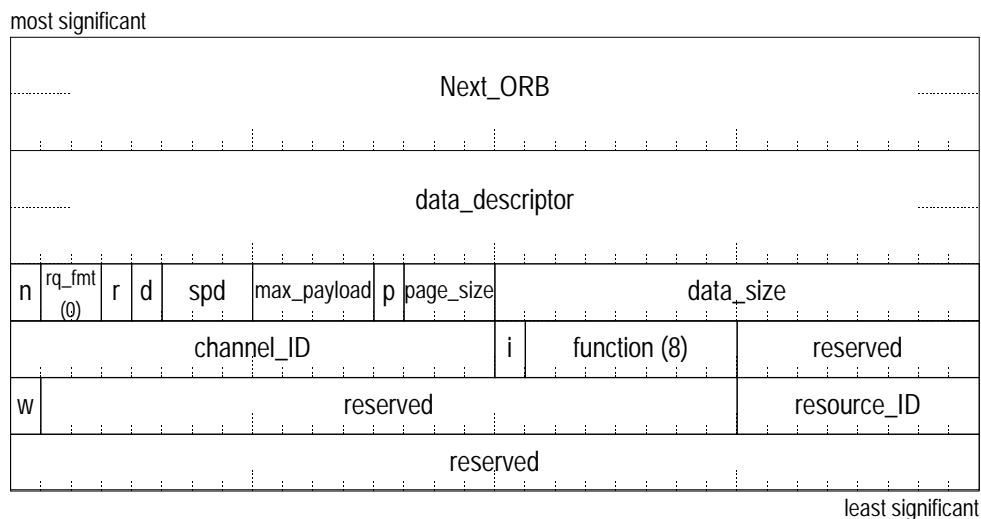 most significant
Next_ORB
data_descriptor
n rq_fmt (0) r d spd max_payload p page_size data_size
channel_ID i function (8) reserved
w reserved resource_ID
reserved
least significant